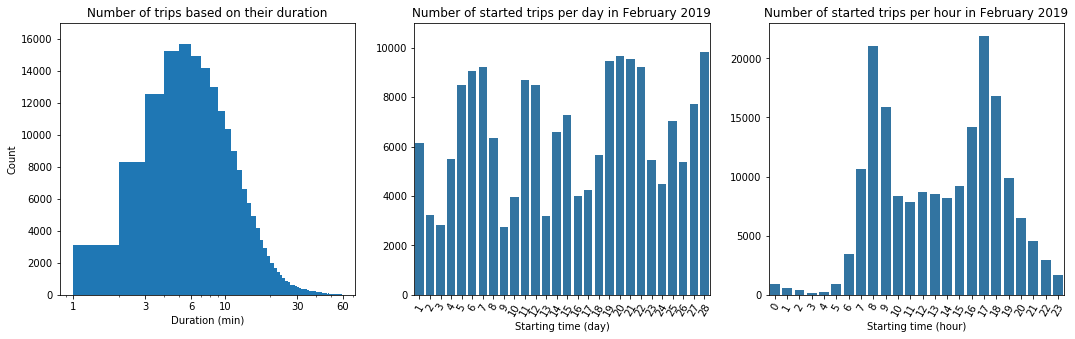 Number of trips based on their duration
16000
14000
12000
10000
8000
6000
4000
2000
0
Count
1 3 6 10 30 60
Duration (min)
Number of started trips per day in February 2019
10000
8000
6000
4000
2000
0
1 2 3 4 5 6 7 8 9 10 11 12 13 14 15 16 17 18 19 20 21 22 23 24 25 26 27 28
Starting time (day)
Number of started trips per hour in February 2019
20000
15000
10000
5000
0
0 1 2 3 4 5 6 7 8 9 10 11 12 13 14 15 16 17 18 19 20 21 22 23
Starting time (hour)